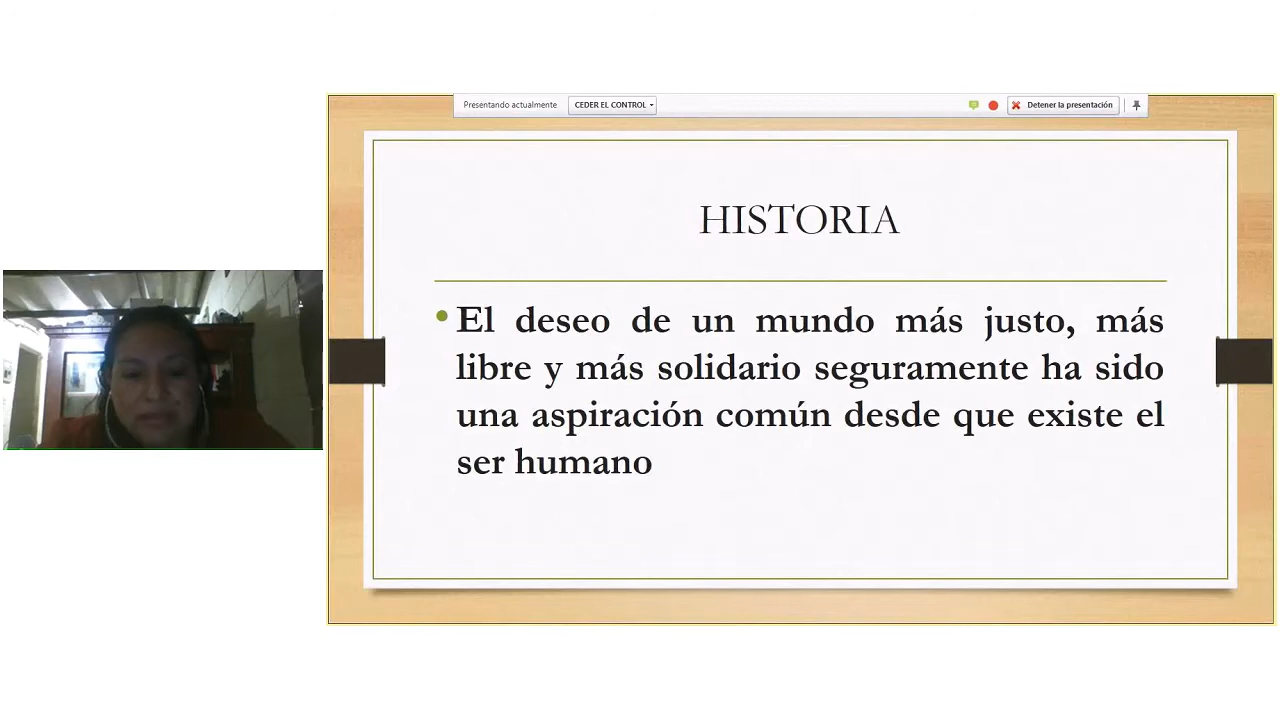 Presentando actualmente CEDER EL CONTROL Detener la presentación
HISTORIA
• El deseo de un mundo más justo, más
libre y más solidario seguramente ha sido
una aspiración común desde que existe el
ser humano